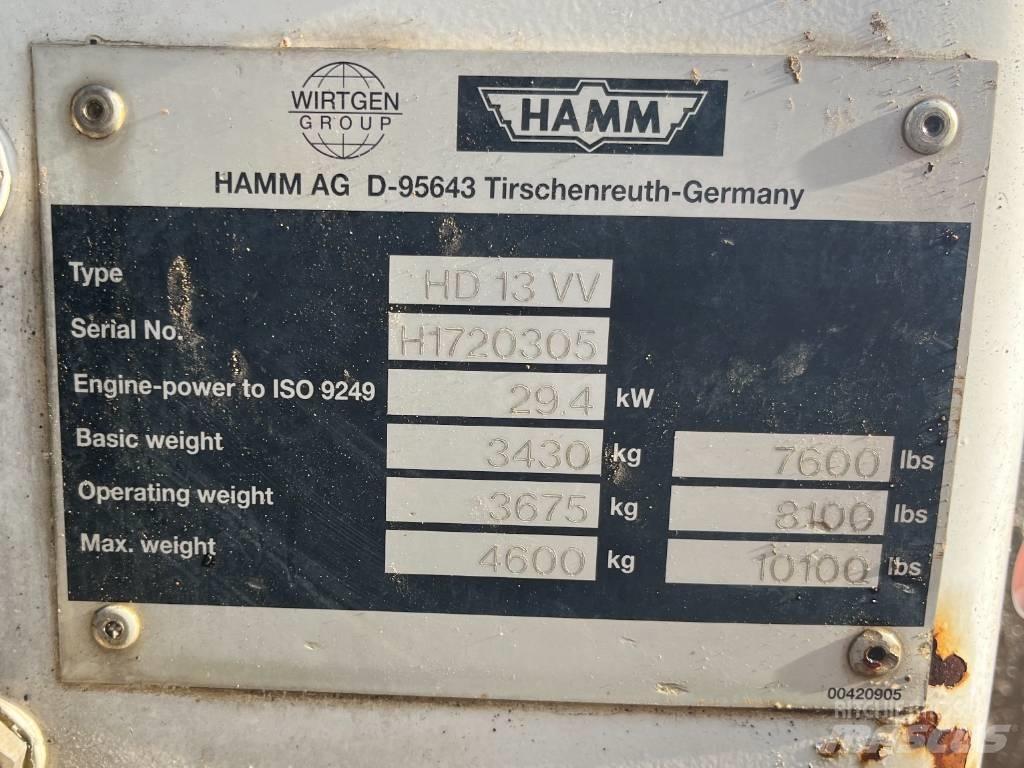 WIRTGEN
GROUP
HAMM
HAMM AG D-95643 Tirschenreuth-Germany
Type HD 13 VV
Serial No. H1720305
Engine-power to ISO 9249 29.4 kW
Basic weight 3430 kg 7600 lbs
Operating weight 3675 kg 8100 lbs
Max. weight 4600 kg 10100 lbs
00420905
MASCUS